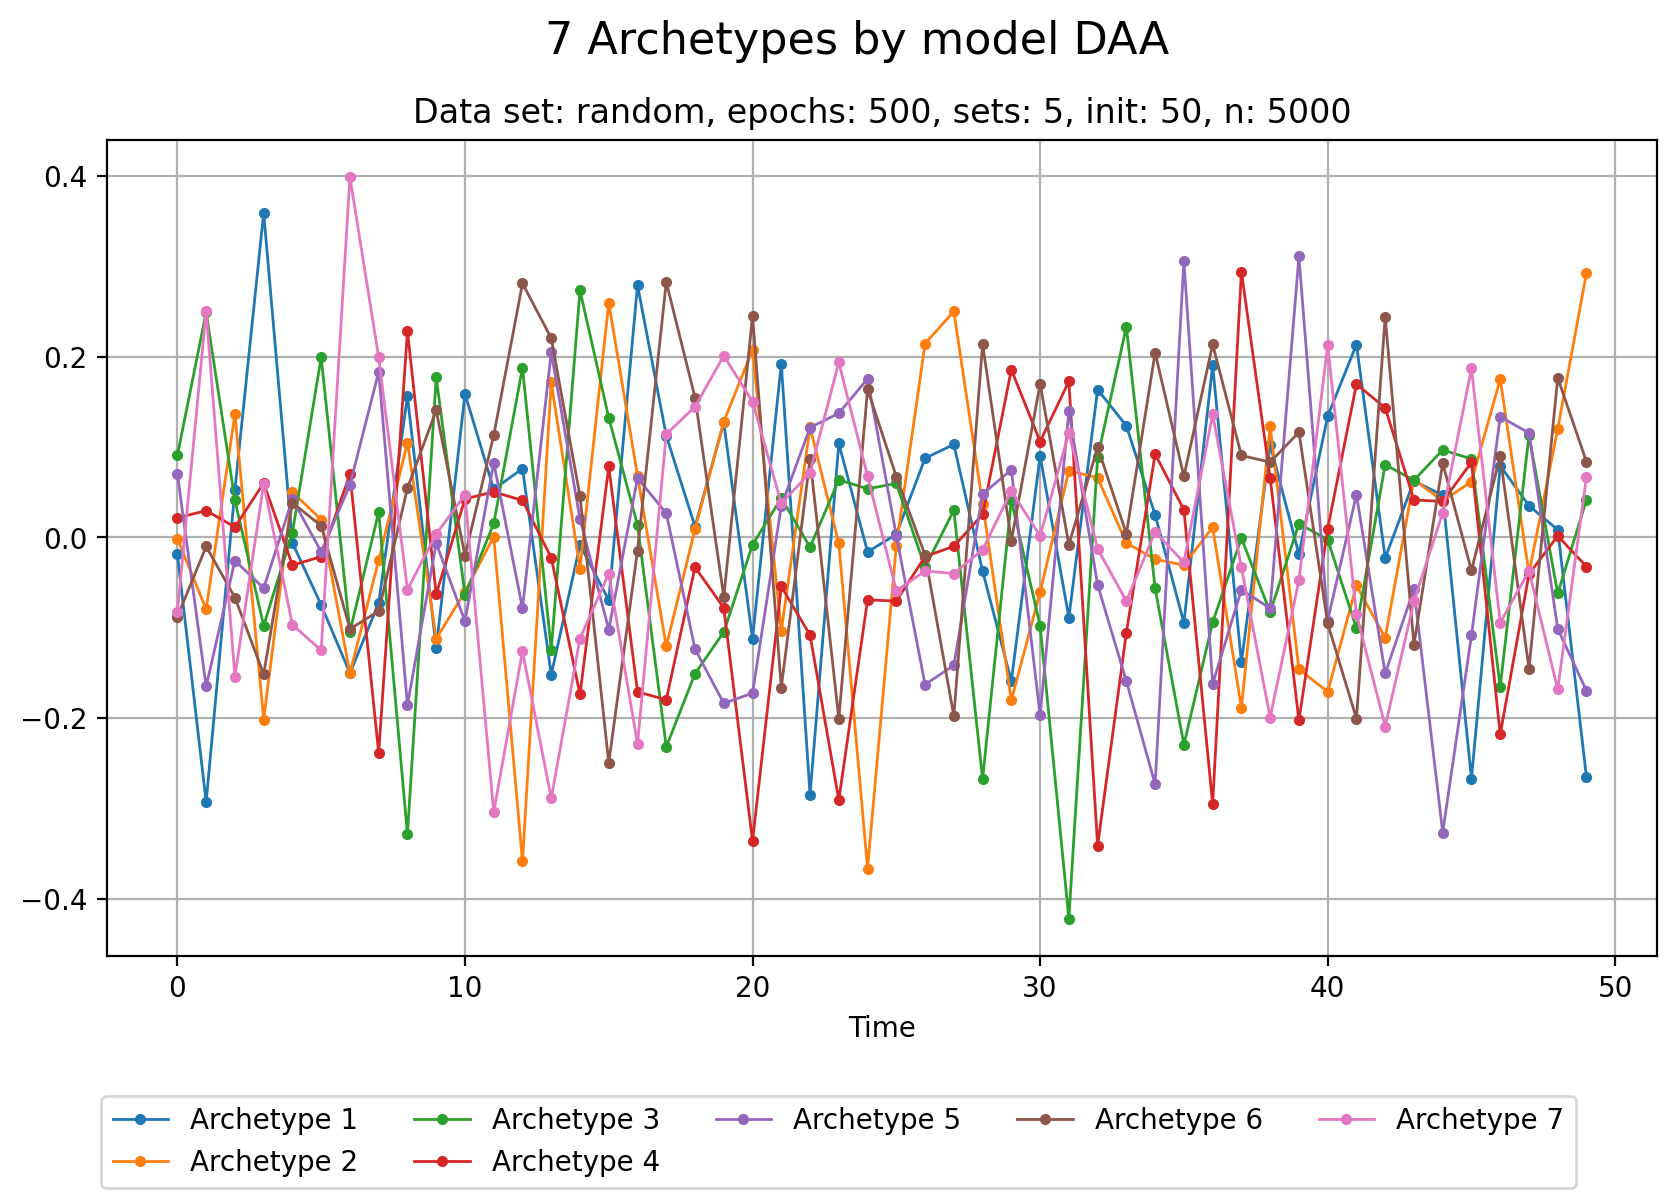 7 Archetypes by model DAA
Data set: random, epochs: 500, sets: 5, init: 50, n: 5000
0.4
0.2
0.0
−0.2
−0.4
0 10 20 30 40 50
Time
Archetype 1 Archetype 3 Archetype 5 Archetype 6 Archetype 7
Archetype 2 Archetype 4